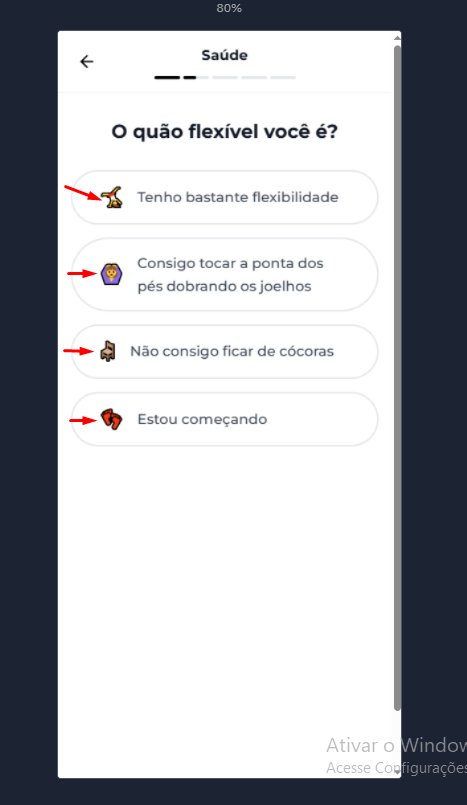 80%
Saúde
O quão flexível você é?
Tenho bastante flexibilidade
Consigo tocar a ponta dos
pés dobrando os joelhos
Não consigo ficar de cócoras
Estou começando
Ativar o Window
Acesse Configurações